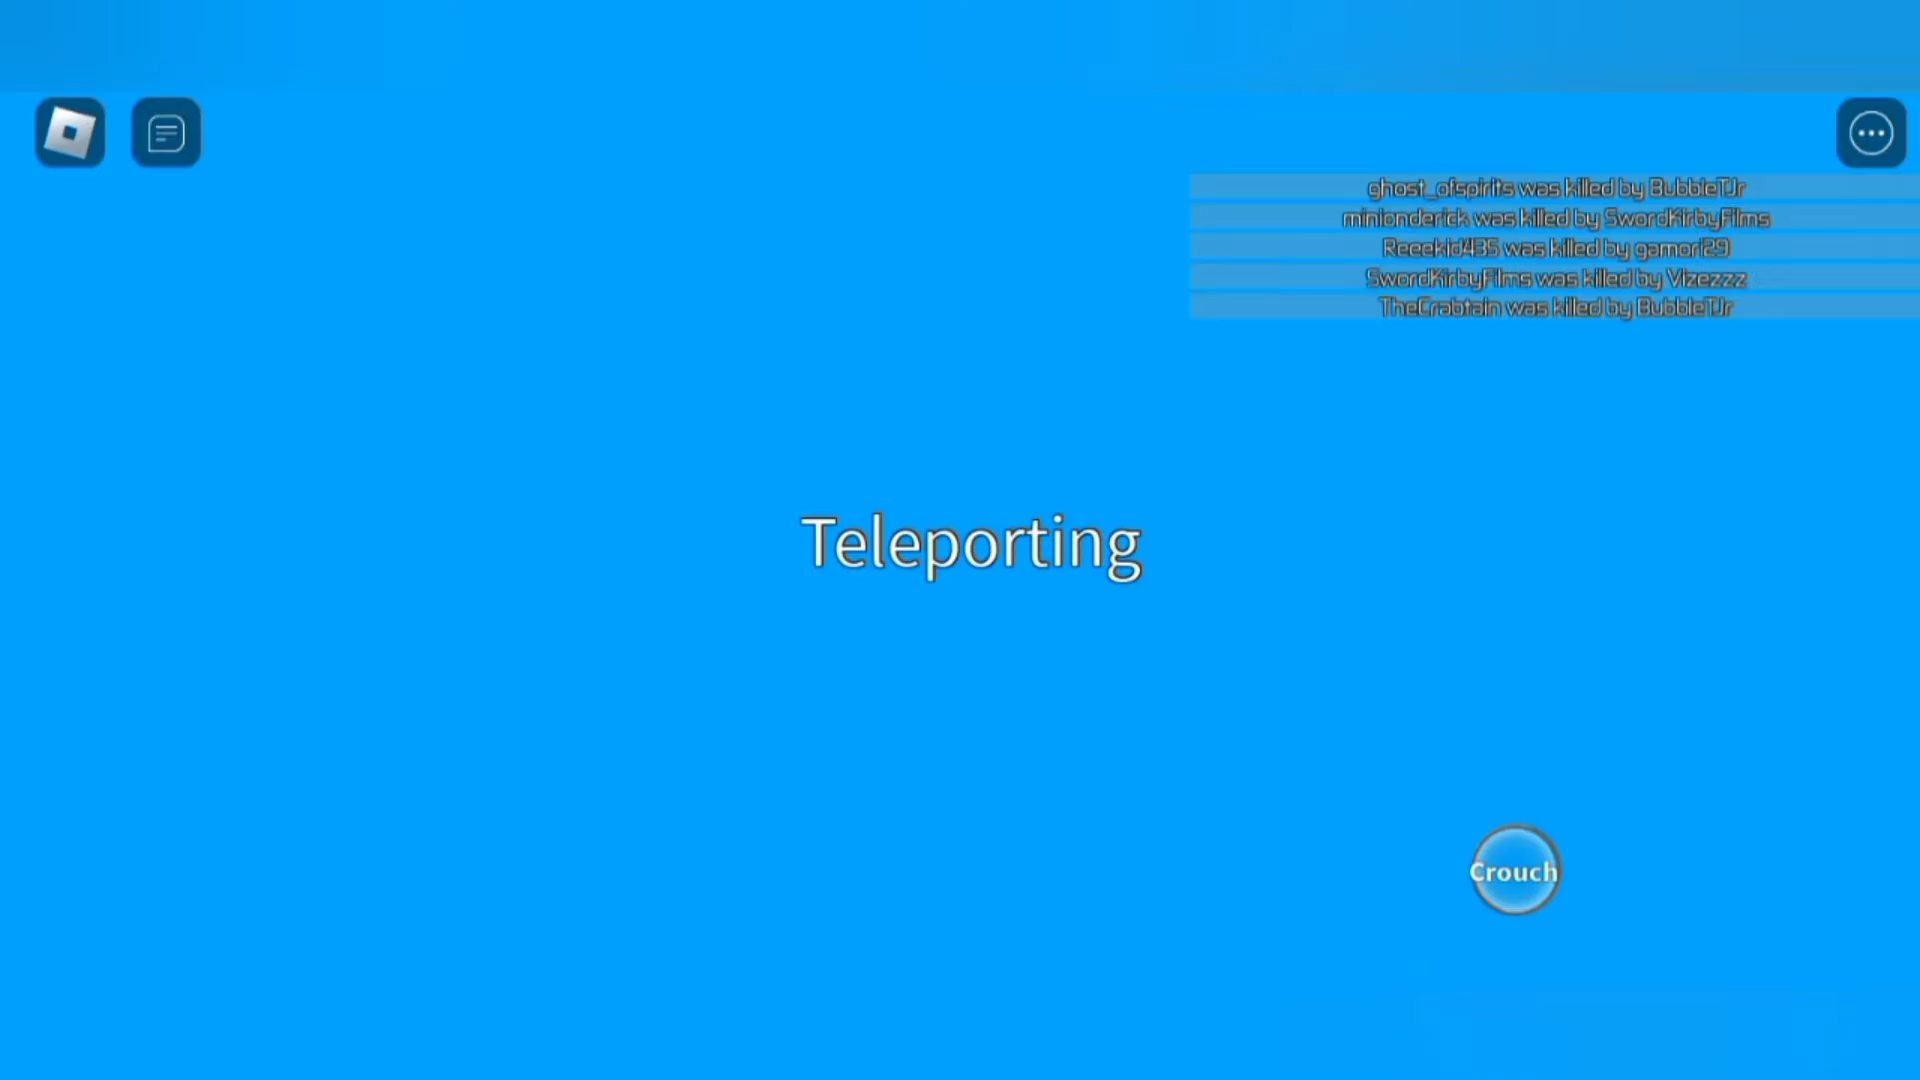 ghost_ofspirits was killed by BubbleTJr
minionderick was killed by SwordKirbyFilms
Reeekid435 was killed by gamori29
SwordKirbyFilms was killed by Vizezzz
TheCrabtain was killed by BubbleTJr
Teleporting
Crouch